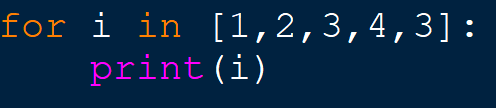 for i in [1,2,3,4,3]:
    print(i)